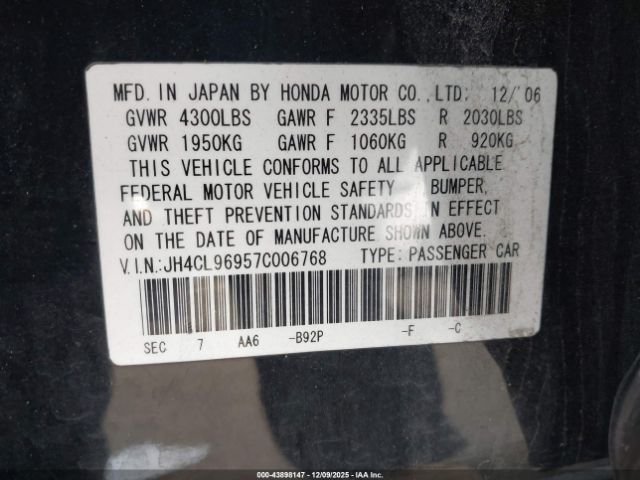 MFD. IN JAPAN BY HONDA MOTOR CO., LTD: 12/'06
GVWR 4300LBS GAWR F 2335LBS R 2030LBS
GVWR 1950KG GAWR F 1060KG R 920KG
THIS VEHICLE CONFORMS TO ALL APPLICABLE
FEDERAL MOTOR VEHICLE SAFETY BUMPER,
AND THEFT PREVENTION STANDARDS IN EFFECT
ON THE DATE OF MANUFACTURE SHOWN ABOVE.
V.I.N.:JH4CL96957C006768 TYPE: PASSENGER CAR
SEC 7 AA6 -B92P -F -C
00-43898147 - 12/09/2025 - IAA Inc.